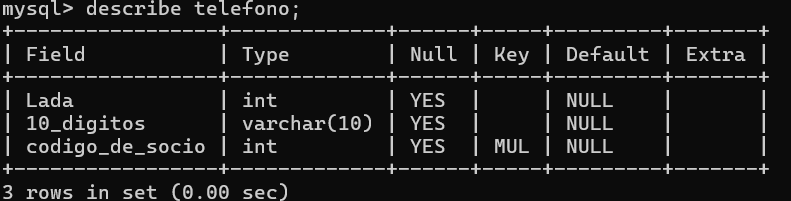 mysql> describe telefono;
+----------------+-------------+------+-----+---------+-------+
| Field          | Type        | Null | Key | Default | Extra |
+----------------+-------------+------+-----+---------+-------+
| Lada           | int         | YES  |     | NULL    |       |
| 10_digitos     | varchar(10) | YES  |     | NULL    |       |
| codigo_de_socio | int         | YES  | MUL | NULL    |       |
+----------------+-------------+------+-----+---------+-------+
3 rows in set (0.00 sec)